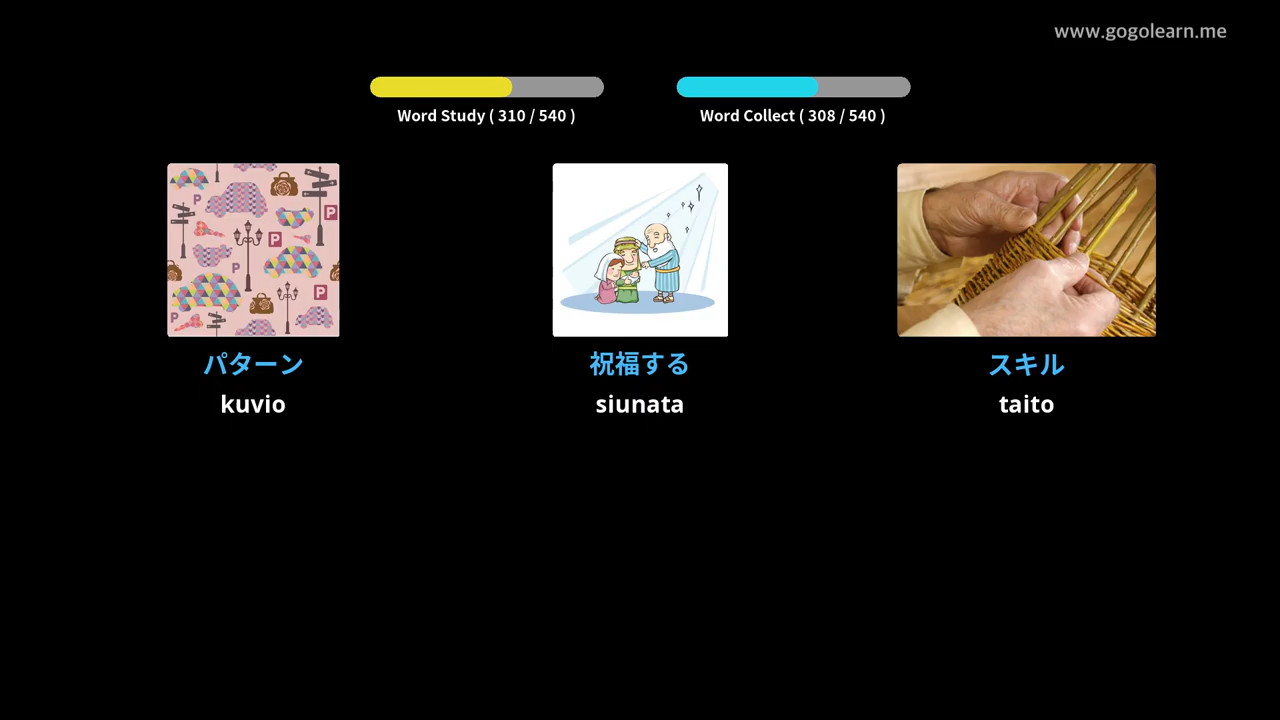 www.gogolearn.me
Word Study ( 310 / 540 )
Word Collect ( 308 / 540 )
P
P
P
P
P
P
パターン
祝福する
スキル
kuvio
siunata
taito